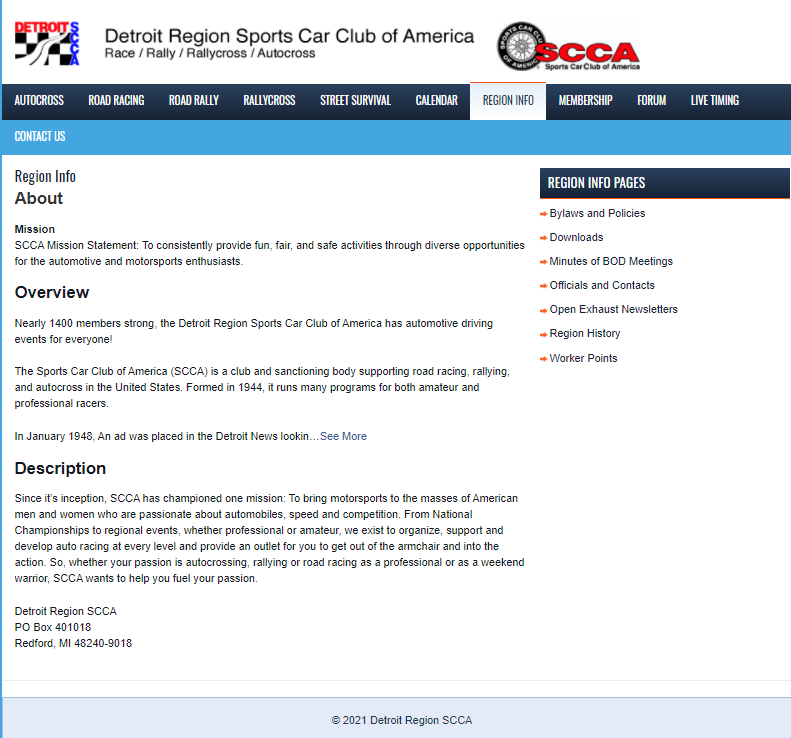 DETROIT
SCCA
Detroit Region Sports Car Club of America
Race / Rally / Rallycross / Autocross
SPORTS CAR CLUB OF AMERICA
SCCA
Sports Car Club of America
AUTOCROSS ROAD RACING ROAD RALLY RALLYCROSS STREET SURVIVAL CALENDAR REGION INFO MEMBERSHIP FORUM LIVE TIMING
CONTACT US
Region Info
About
Mission
SCCA Mission Statement: To consistently provide fun, fair, and safe activities through diverse opportunities
for the automotive and motorsports enthusiasts.
Overview
Nearly 1400 members strong, the Detroit Region Sports Car Club of America has automotive driving
events for everyone!
The Sports Car Club of America (SCCA) is a club and sanctioning body supporting road racing, rallying,
and autocross in the United States. Formed in 1944, it runs many programs for both amateur and
professional racers.
In January 1948, An ad was placed in the Detroit News lookin…See More
Description
Since it's inception, SCCA has championed one mission: To bring motorsports to the masses of American
men and women who are passionate about automobiles, speed and competition. From National
Championships to regional events, whether professional or amateur, we exist to organize, support and
develop auto racing at every level and provide an outlet for you to get out of the armchair and into the
action. So, whether your passion is autocrossing, rallying or road racing as a professional or as a weekend
warrior, SCCA wants to help you fuel your passion.
Detroit Region SCCA
PO Box 401018
Redford, MI 48240-9018
REGION INFO PAGES
Bylaws and Policies
Downloads
Minutes of BOD Meetings
Officials and Contacts
Open Exhaust Newsletters
Region History
Worker Points
© 2021 Detroit Region SCCA